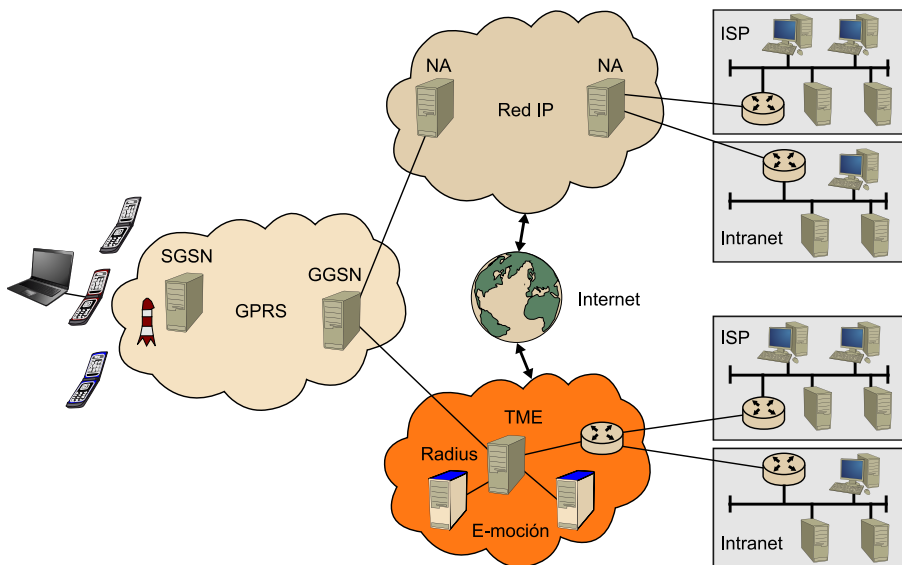 NA
NA
Red IP
ISP
Intranet
SGSN
GGSN
GPRS
Internet
ISP
TME
Radius
E-moción
Intranet